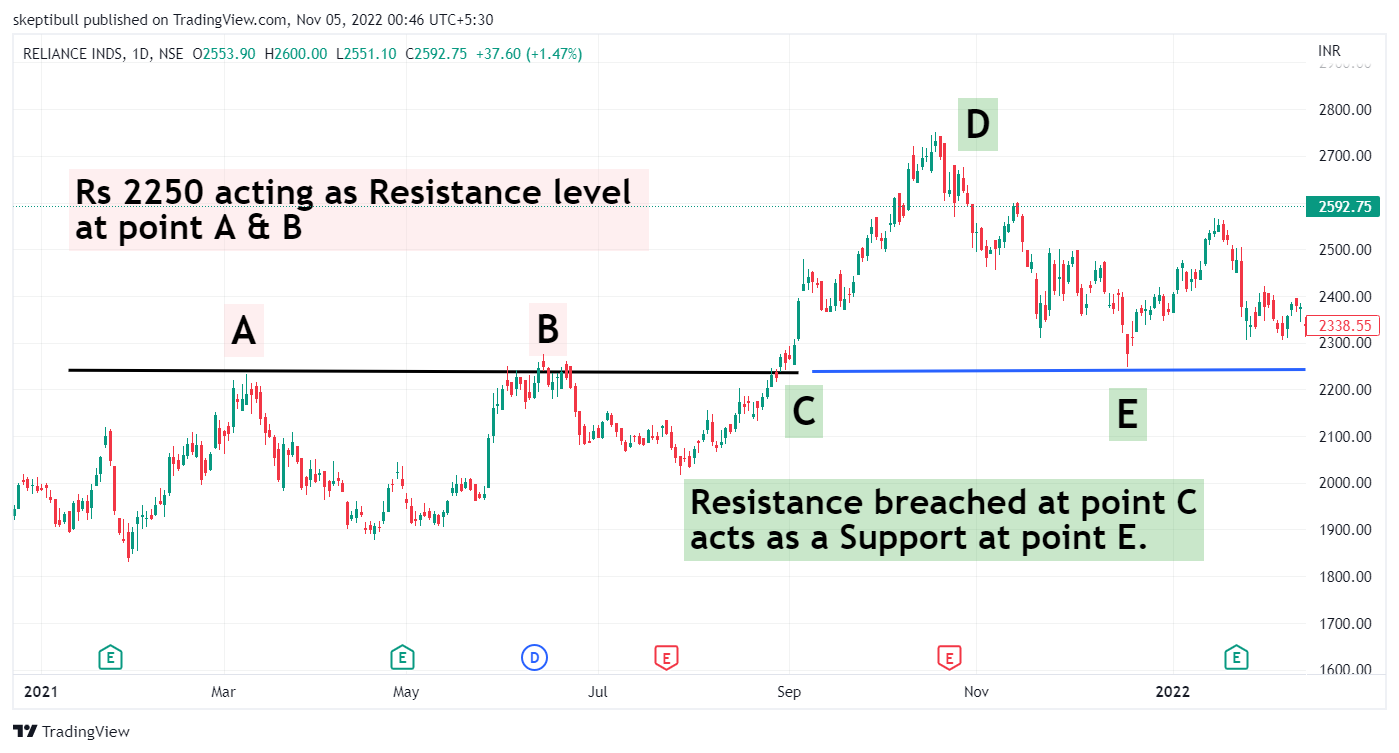 skeptibull published on TradingView.com, Nov 05, 2022 00:46 UTC+5:30
RELIANCE INDS, 1D, NSE O2553.90 H2600.00 L2551.10 C2592.75 +37.60 (+1.47%)
INR
2800.00
D
2700.00
Rs 2250 acting as Resistance level
at point A & B
2592.75
2500.00
2400.00
A
B
2338.55
2300.00
2200.00
C
E
2100.00
2000.00
Resistance breached at point C
acts as a Support at point E.
1900.00
1800.00
1700.00
E E D E E E
1600.00
2021 Mar May Jul Sep Nov 2022
TradingView